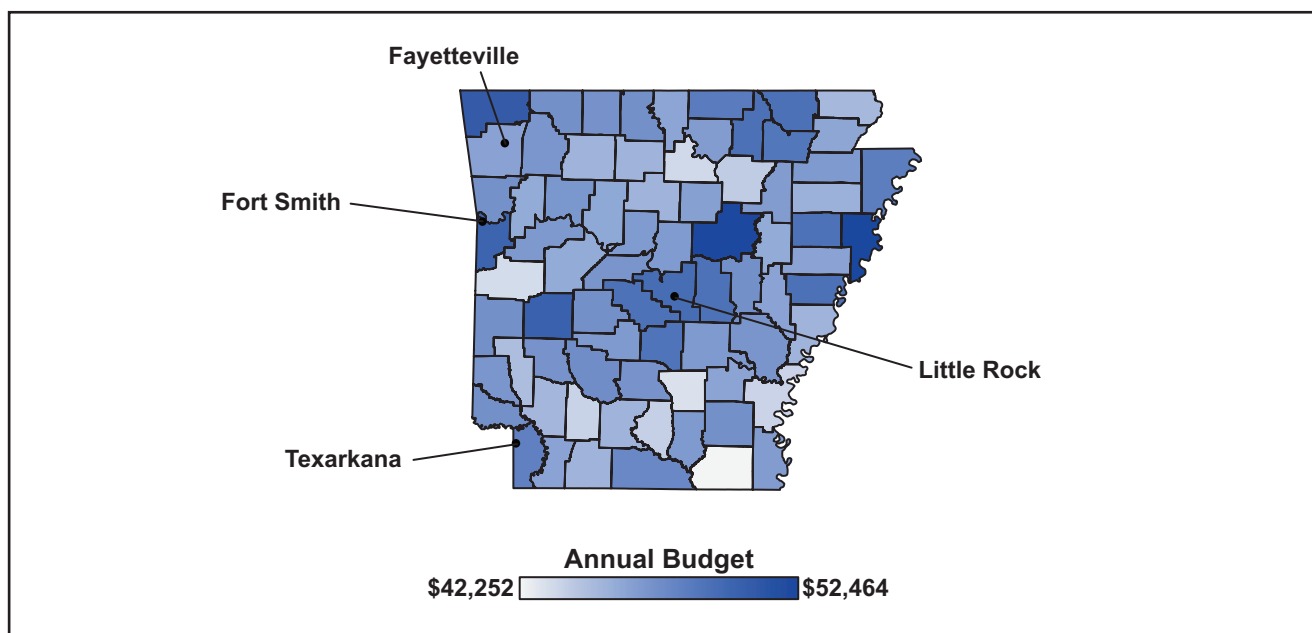 Fayetteville
Fort Smith
Little Rock
Texarkana
Annual Budget
$42,252 $52,464